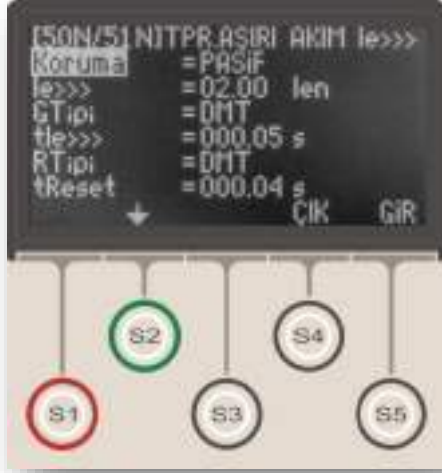 [50N/51N]TPR.AŞIRI AKIM Ie>>>
Koruma =PASİF
Ie>>> =02.00 Ien
GTipi =DMT
tIe>>> =000.05 s
RTipi =DMT
tReset =000.04 s
ÇIK GİR
S2 S4
S1 S3 S5